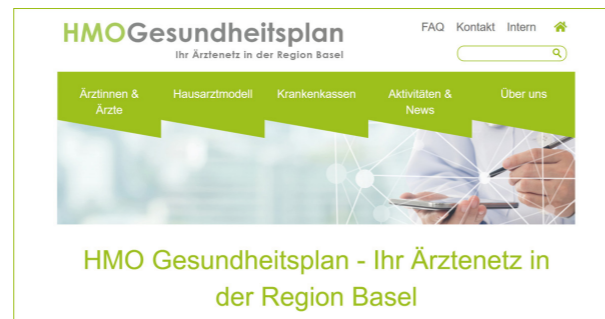 HMOGesundheitsplan
Ihr Ärztenetz in der Region Basel
FAQ Kontakt Intern
Ärztinnen &
Ärzte
Hausarztmodell
Krankenkassen
Aktivitäten &
News
Über uns
HMO Gesundheitsplan - Ihr Ärztenetz in
der Region Basel